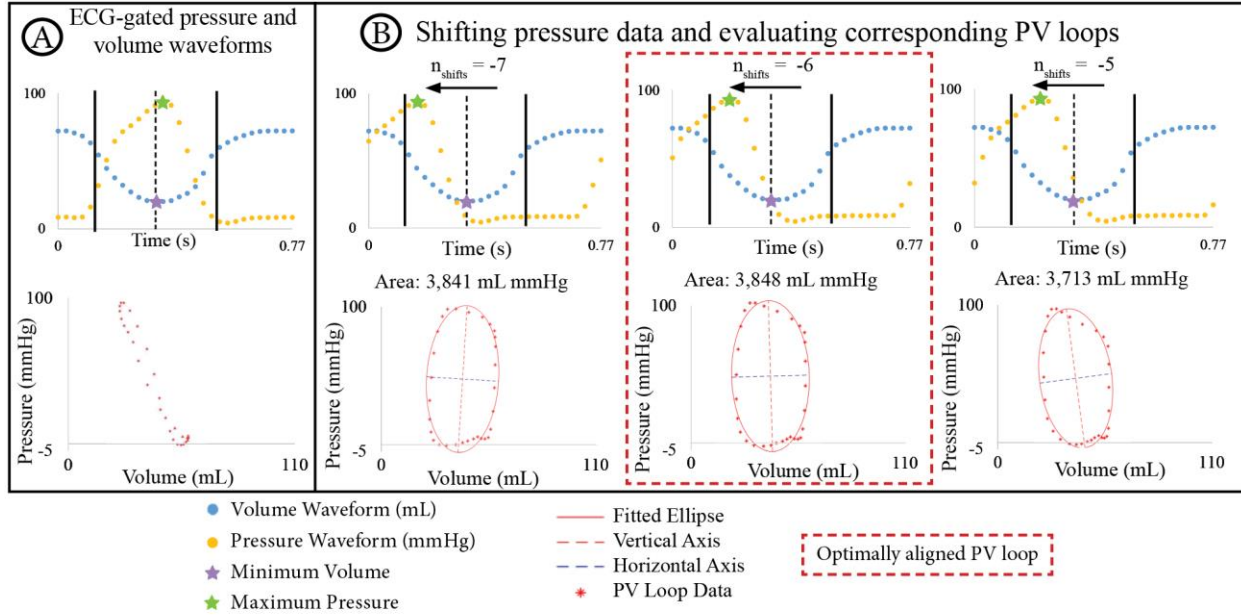 A
ECG-gated pressure and
volume waveforms
100
0
0
Time (s)
0.77
100
Pressure (mmHg)
-5
0
110
Volume (mL)
B
Shifting pressure data and evaluating corresponding PV loops
n_shifts = -7
100
0
0
Time (s)
0.77
Area: 3,841 mL mmHg
100
Pressure (mmHg)
-5
0
110
Volume (mL)
n_shifts = -6
100
0
0
Time (s)
0.77
Area: 3,848 mL mmHg
100
Pressure (mmHg)
-5
0
110
Volume (mL)
n_shifts = -5
100
0
0
Time (s)
0.77
Area: 3,713 mL mmHg
100
Pressure (mmHg)
-5
0
110
Volume (mL)
Volume Waveform (mL)
Pressure Waveform (mmHg)
Minimum Volume
Maximum Pressure
Fitted Ellipse
Vertical Axis
Horizontal Axis
PV Loop Data
Optimally aligned PV loop